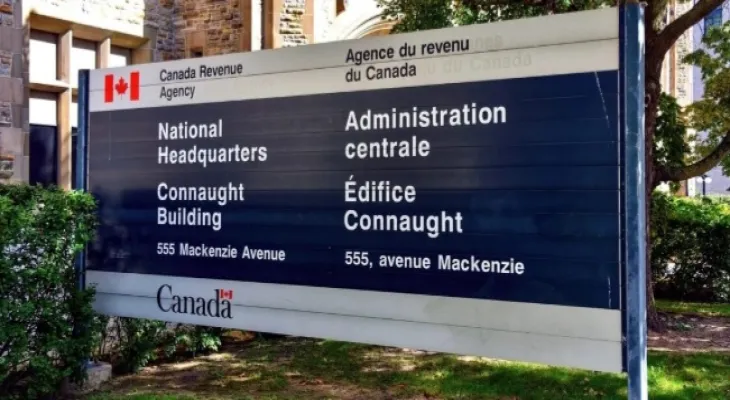 Canada Revenue
Agency
Agence du revenu
du Canada
National
Headquarters
Administration
centrale
Connaught
Building
Édifice
Connaught
555 Mackenzie Avenue
555, avenue Mackenzie
Canada